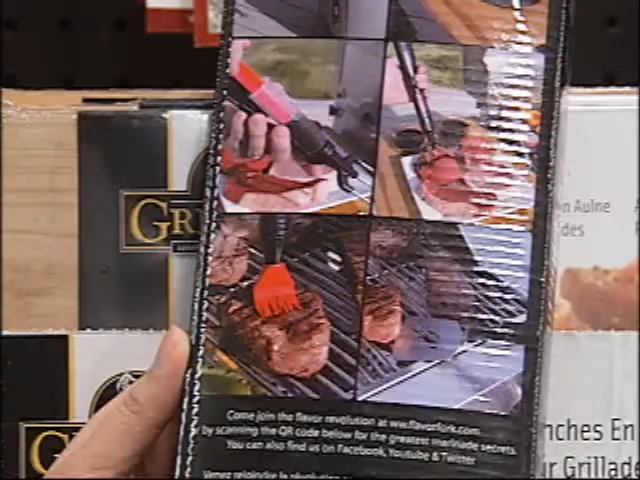 GR
n Aulne
des
Come join the flavor revolution at ww.flavorfork.com
by scanning the QR code below for the greatest marinade secrets.
You can also find us on Facebook, Youtube & Twitter
G
nches En
ur Grillade